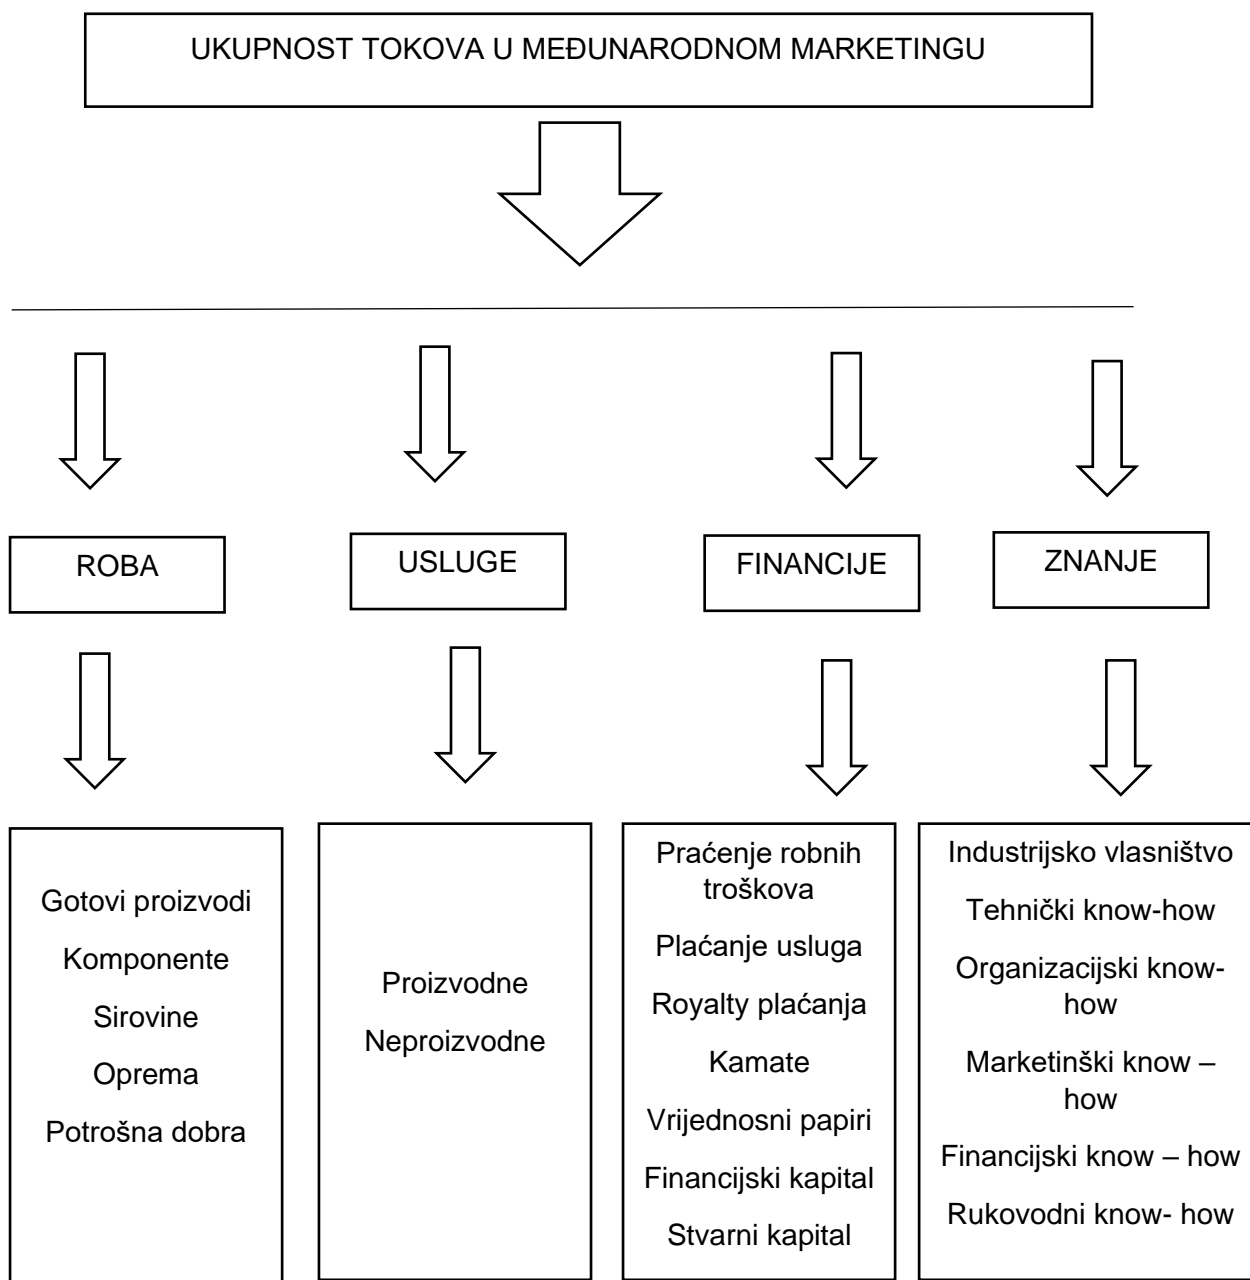 UKUPNOST TOKOVA U MEĐUNARODNOM MARKETINGU
ROBA
USLUGE
FINANCIJE
ZNANJE
Gotovi proizvodi
Komponente
Sirovine
Oprema
Potrošna dobra
Proizvodne
Neproizvodne
Praćenje robnih
troškova
Plaćanje usluga
Royalty plaćanja
Kamate
Vrijednosni papiri
Financijski kapital
Stvarni kapital
Industrijsko vlasništvo
Tehnički know-how
Organizacijski know-
how
Marketinški know –
how
Financijski know – how
Rukovodni know- how